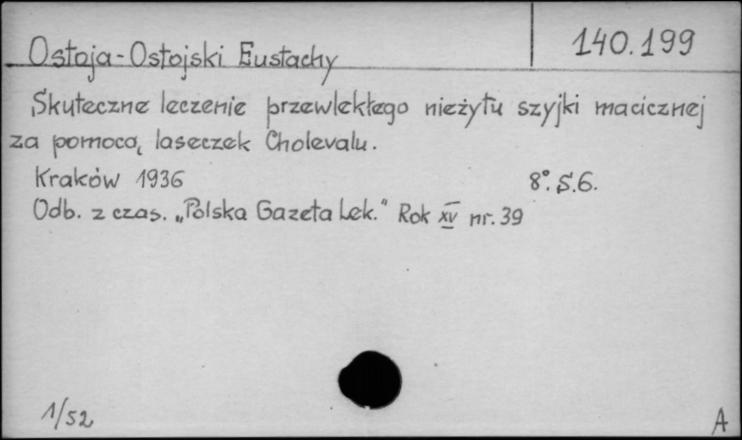 140.199
Ostoja-Ostojski Eustachy
Skuteczne leczenie przewlekłego nieżytu szyjki macicznej
za pomocą laseczek Cholevalu.
Kraków 1936 8°. S.6.
Odb. z czas. „Polska Gazeta Lek." Rok XV nr. 39
1/52
A